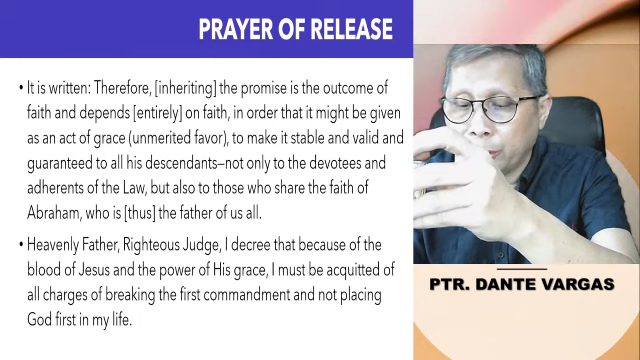 PRAYER OF RELEASE
• It is written: Therefore, [inheriting] the promise is the outcome of
faith and depends [entirely] on faith, in order that it might be given
as an act of grace (unmerited favor), to make it stable and valid and
guaranteed to all his descendants—not only to the devotees and
adherents of the Law, but also to those who share the faith of
Abraham, who is [thus] the father of us all.
• Heavenly Father, Righteous Judge, I decree that because of the
blood of Jesus and the power of His grace, I must be acquitted of
all charges of breaking the first commandment and not placing
God first in my life.
PTR. DANTE VARGAS